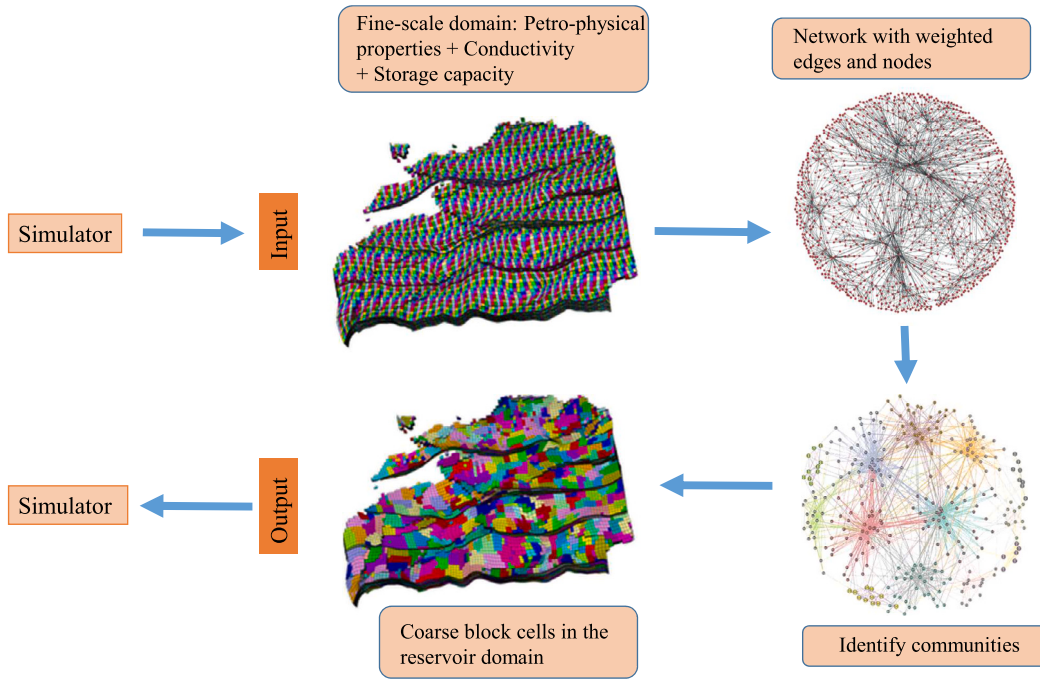 Fine-scale domain: Petro-physical
properties + Conductivity
+ Storage capacity
Network with weighted
edges and nodes
Simulator
Input
Simulator
Output
Coarse block cells in the
reservoir domain
Identify communities